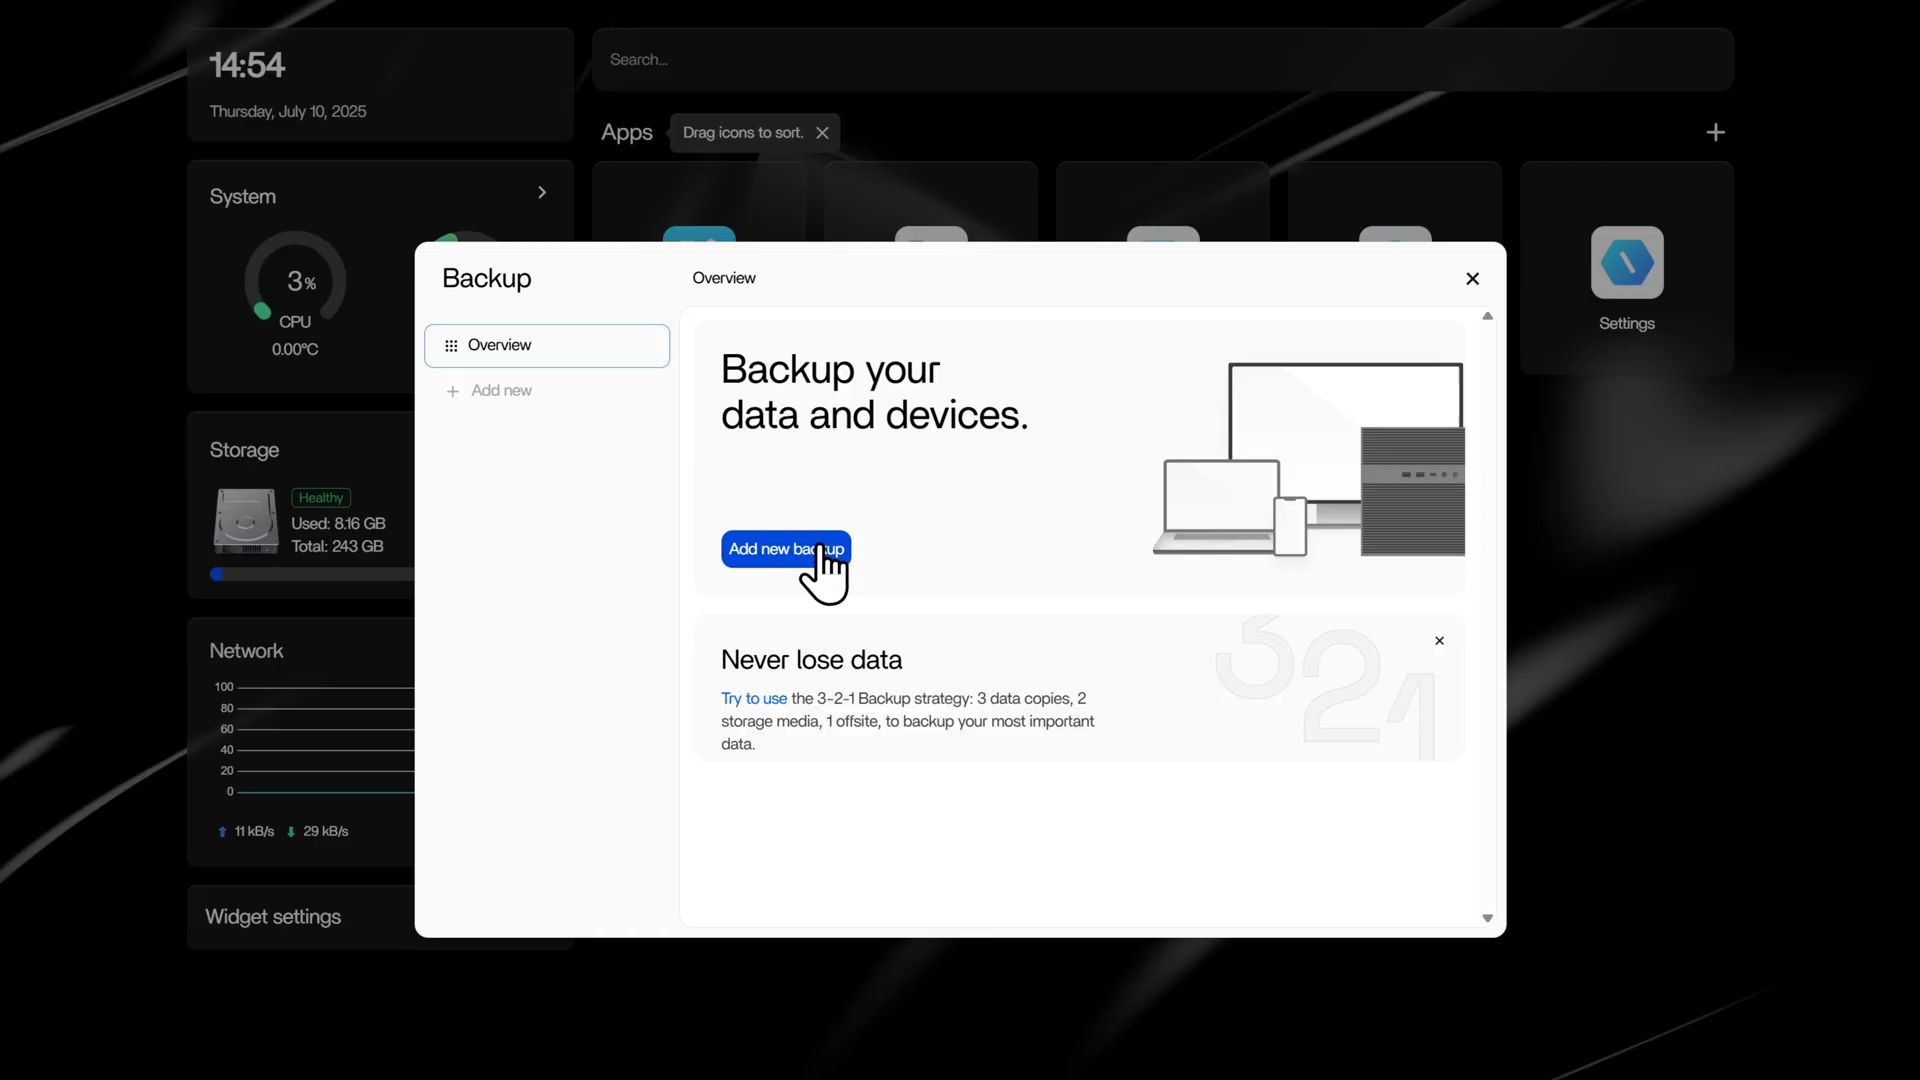 14:54
Thursday, July 10, 2025
Search...
Apps
Drag icons to sort.
System
3%
CPU
0.00°C
Settings
Storage
Healthy
Used: 8.16 GB
Total: 243 GB
Network
100
80
60
40
20
0
11 kB/s
29 kB/s
Widget settings
Backup
Overview
Overview
Add new
Backup your
data and devices.
Add new backup
Never lose data
Try to use the 3-2-1 Backup strategy: 3 data copies, 2
storage media, 1 offsite, to backup your most important
data.
321